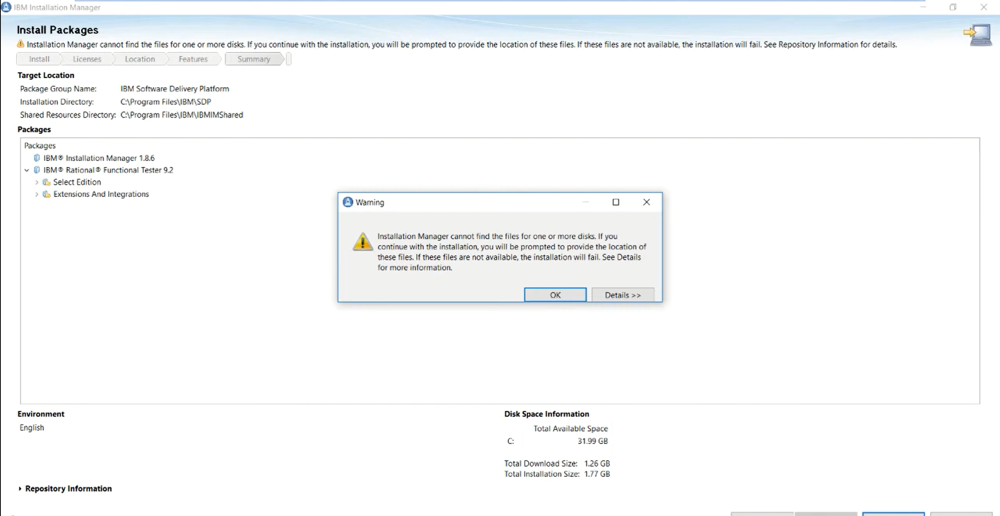 IBM Installation Manager
Install Packages
Installation Manager cannot find the files for one or more disks. If you continue with the installation, you will be prompted to provide the location of these files. If these files are not available, the installation will fail. See Repository Information for details.
Install Licenses Location Features Summary
Target Location
Package Group Name: IBM Software Delivery Platform
Installation Directory: C:\Program Files\IBM\SDP
Shared Resources Directory: C:\Program Files\IBM\IBMIMShared
Packages
Packages
IBM® Installation Manager 1.8.6
IBM® Rational® Functional Tester 9.2
Select Edition
Extensions And Integrations
Warning
Installation Manager cannot find the files for one or more disks. If you
continue with the installation, you will be prompted to provide the location of
these files. If these files are not available, the installation will fail. See Details
for more information.
OK Details >>
Environment
English
Disk Space Information
Total Available Space
C: 31.99 GB
Total Download Size: 1.26 GB
Total Installation Size: 1.77 GB
Repository Information